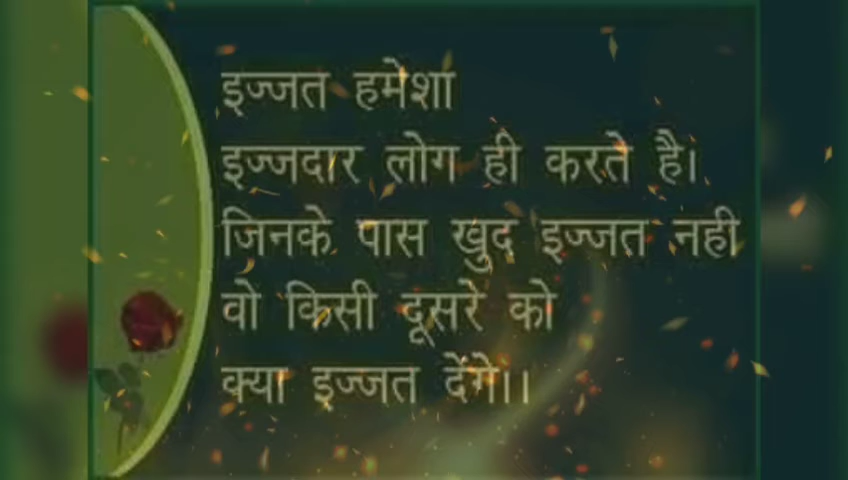 इज्जत हमेशा
इज्जदार लोग ही करते है।
जिनके पास खुद इज्जत नही
वो किसी दूसरे को
क्या इज्जत देंगे।।